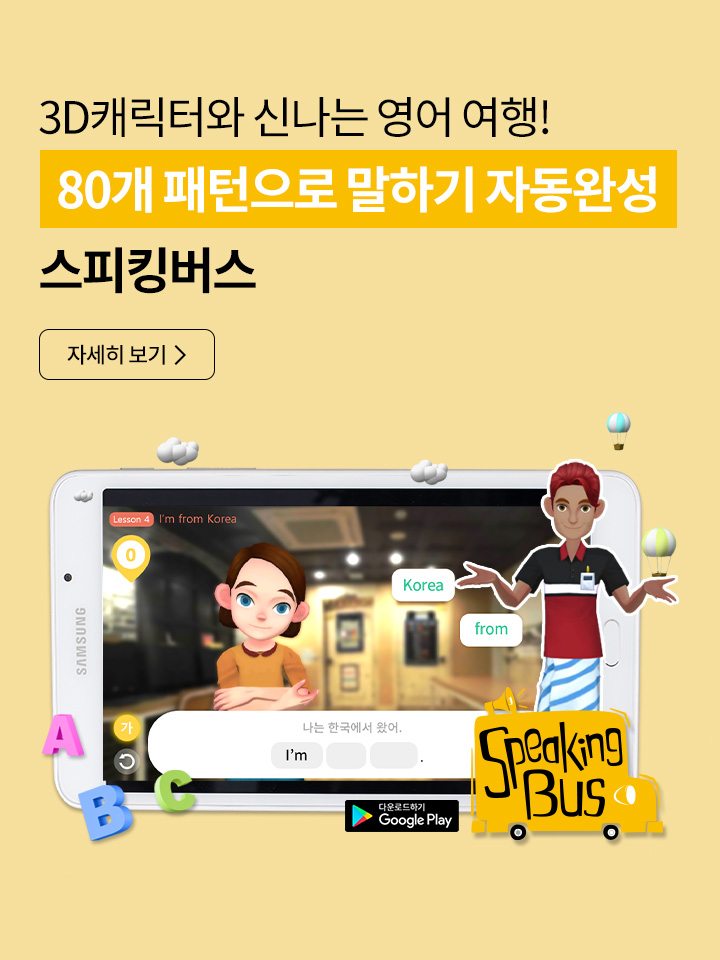 3D캐릭터와 신나는 영어 여행!
80개 패턴으로 말하기 자동완성
스피킹버스
자세히 보기 >
Lesson 4 I'm from Korea
0
Korea
from
SAMSUNG
가
나는 한국에서 왔어.
I'm .
A
B
C
다운로드하기
Google Play
Speaking
Bus